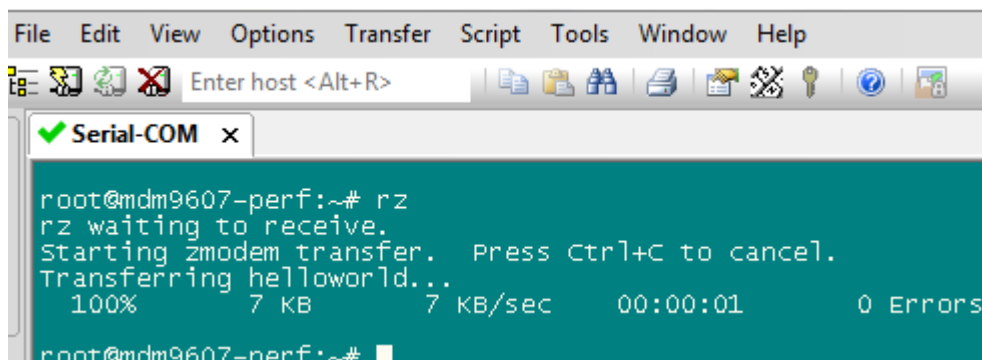 File Edit View Options Transfer Script Tools Window Help
Enter host <Alt+R>
Serial-COM x
root@mdm9607-perf:~# rz
rz waiting to receive.
Starting zmodem transfer.  Press Ctrl+C to cancel.
Transferring helloworld...
100% 7 KB 7 KB/sec 00:00:01 0 Errors
root@mdm9607-perf:~#